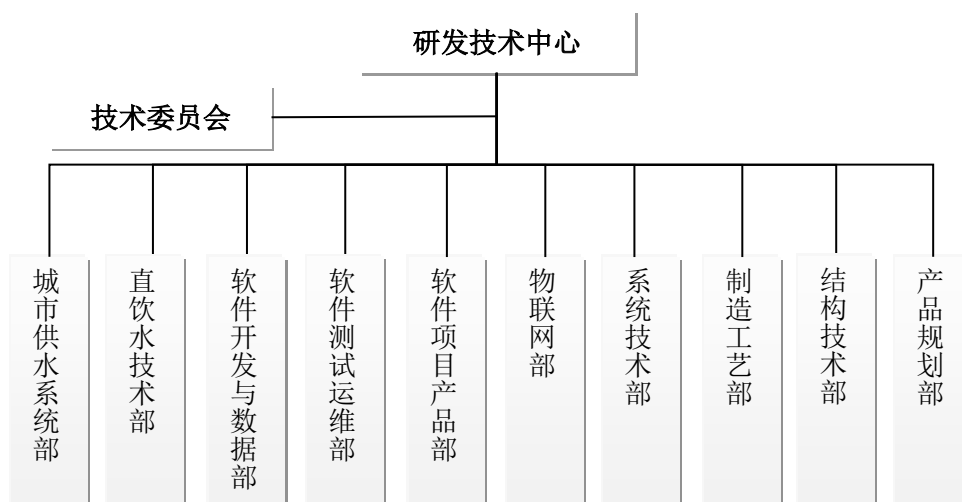 研发技术中心
技术委员会
城市供水系统部
直饮水技术部
软件开发与数据部
软件测试运维部
软件项目产品部
物联网部
系统技术部
制造工艺部
结构技术部
产品规划部